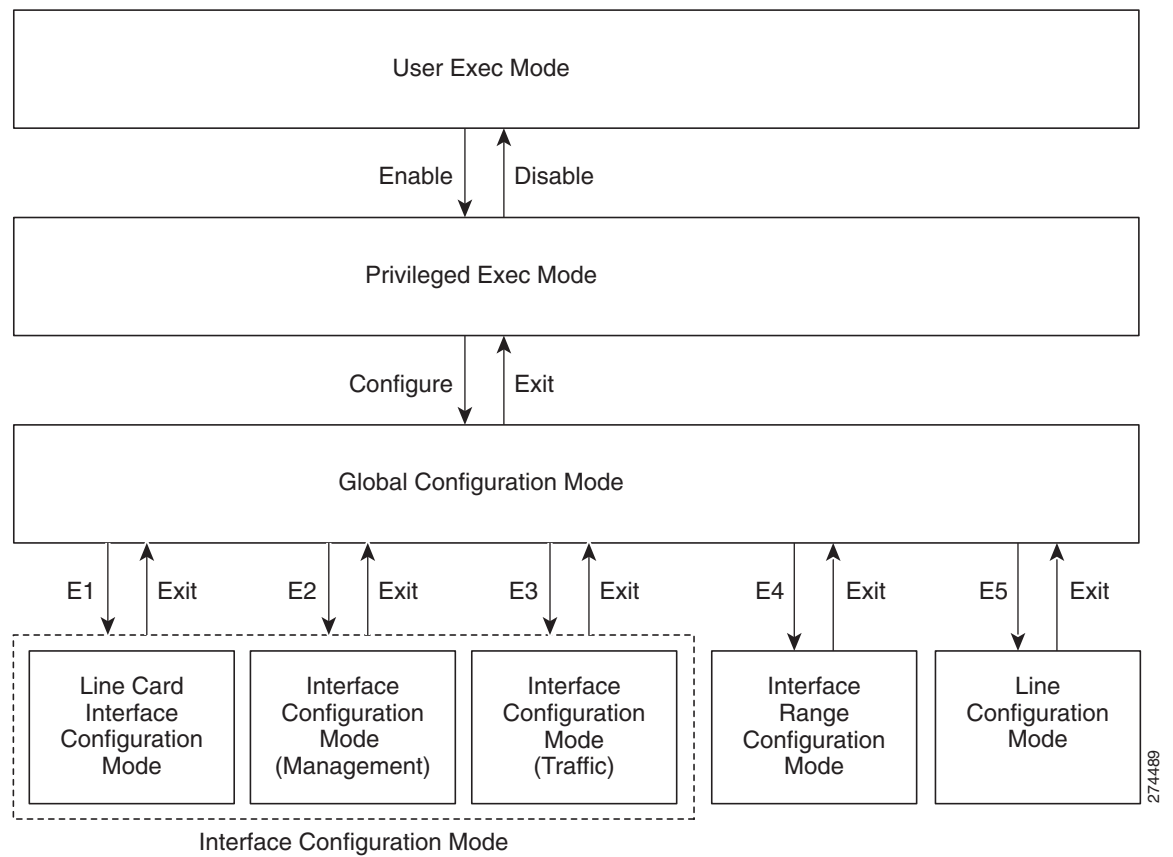 User Exec Mode
Enable
Disable
Privileged Exec Mode
Configure
Exit
Global Configuration Mode
E1
Exit
E2
Exit
E3
Exit
E4
Exit
E5
Exit
Line Card
Interface
Configuration
Mode
Interface
Configuration
Mode
(Management)
Interface
Configuration
Mode
(Traffic)
Interface
Range
Configuration
Mode
Line
Configuration
Mode
Interface Configuration Mode
274489